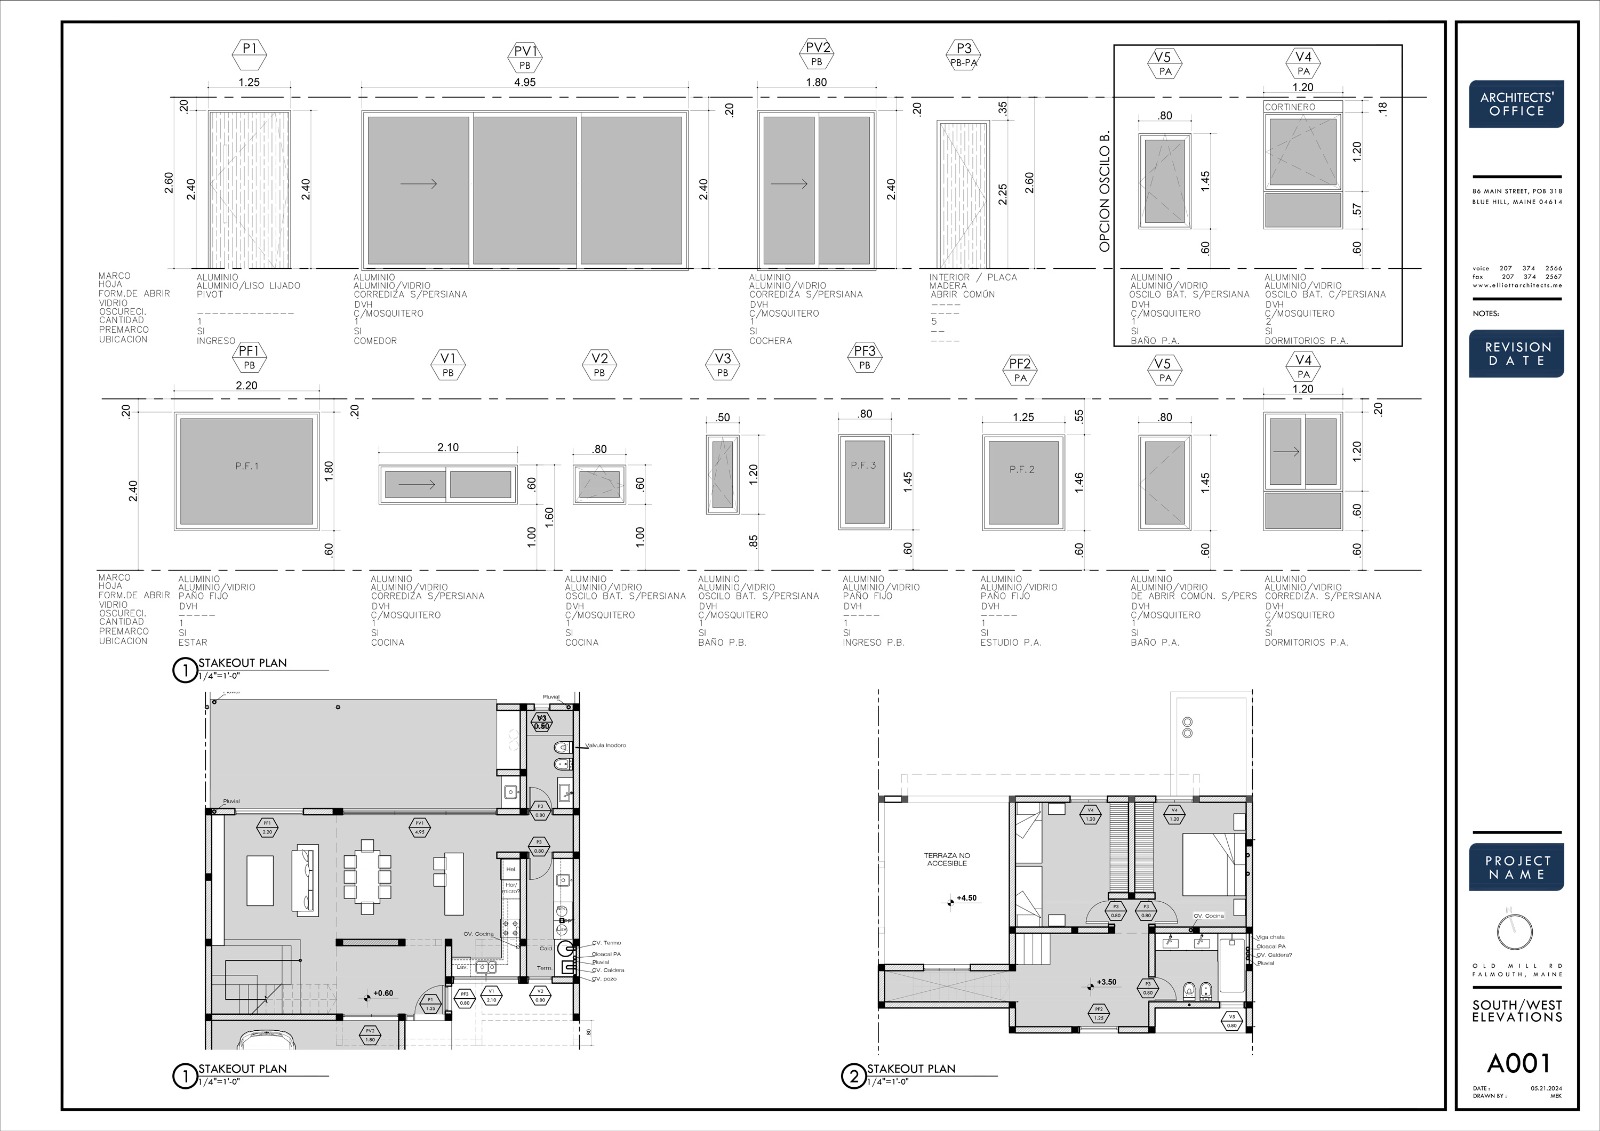 P1
PV1
PB
PV2
PB
P3
PB-PA
V5
PA
V4
PA
1.25
4.95
1.80
1.20
.80
CORTINERO
.20
2.60
2.40
2.40
.20
2.40
.20
2.40
.35
2.25
2.60
OPCION OSCILO B.
1.45
.60
.18
1.20
.57
.60
MARCO
HOJA
FORM.DE ABRIR
VIDRIO
OSCURECI.
CANTIDAD
PREMARCO
UBICACION
ALUMINIO
ALUMINIO/LISO LIJADO
PIVOT
--------------
1
SI
INGRESO
ALUMINIO
ALUMINIO/VIDRIO
CORREDIZA S/PERSIANA
DVH
C/MOSQUITERO
1
SI
COMEDOR
ALUMINIO
ALUMINIO/VIDRIO
CORREDIZA S/PERSIANA
DVH
C/MOSQUITERO
1
SI
COCHERA
INTERIOR / PLACA
MADERA
ABRIR COMÚN
----
----
5
--
----
ALUMINIO
ALUMINIO/VIDRIO
OSCILO BAT. S/PERSIANA
DVH
C/MOSQUITERO
1
SI
BAÑO P.A.
ALUMINIO
ALUMINIO/VIDRIO
OSCILO BAT. C/PERSIANA
DVH
C/MOSQUITERO
2
SI
DORMITORIOS P.A.
PF1
PB
V1
PB
V2
PB
V3
PB
PF3
PB
PF2
PA
V5
PA
V4
PA
2.20
2.10
.80
.50
.80
1.25
.80
1.20
.20
2.40
P.F.1
1.80
.60
.20
.60
1.60
1.00
.60
1.00
1.20
.85
P.F.3
1.45
.60
P.F.2
.55
1.46
.60
1.45
.60
.20
1.20
.60
.60
MARCO
HOJA
FORM.DE ABRIR
VIDRIO
OSCURECI.
CANTIDAD
PREMARCO
UBICACION
ALUMINIO
ALUMINIO/VIDRIO
PAÑO FIJO
DVH
-----
1
SI
ESTAR
ALUMINIO
ALUMINIO/VIDRIO
CORREDIZA S/PERSIANA
DVH
C/MOSQUITERO
1
SI
COCINA
ALUMINIO
ALUMINIO/VIDRIO
OSCILO BAT. S/PERSIANA
DVH
C/MOSQUITERO
1
SI
COCINA
ALUMINIO
ALUMINIO/VIDRIO
OSCILO BAT. S/PERSIANA
DVH
C/MOSQUITERO
1
SI
BAÑO P.B.
ALUMINIO
ALUMINIO/VIDRIO
PAÑO FIJO
DVH
-----
1
SI
INGRESO P.B.
ALUMINIO
ALUMINIO/VIDRIO
PAÑO FIJO
DVH
-----
1
SI
ESTUDIO P.A.
ALUMINIO
ALUMINIO/VIDRIO
DE ABRIR COMÚN. S/PERS
DVH
C/MOSQUITERO
1
SI
BAÑO P.A.
ALUMINIO
ALUMINIO/VIDRIO
CORREDIZA. S/PERSIANA
DVH
C/MOSQUITERO
2
SI
DORMITORIOS P.A.
1
STAKEOUT PLAN
1/4"=1'-0"
Pluvial
V3
0.50
Valvula Inodoro
Pluvial
PF1
2.20
PV1
4.95
P3
0.80
P3
0.80
Hel.
Hor/
micro?
CV. Cocina
Lav.
Lav.
Cald.
Term.
CV. Termo
Cloacal PA
Pluvial
CV. Caldera
CV. pozo
+0.60
P1
1.25
PF3
0.80
V1
2.10
V2
0.80
PV2
1.80
1
STAKEOUT PLAN
1/4"=1'-0"
V4
1.20
V4
1.20
TERRAZA NO
ACCESIBLE
+4.50
P3
0.80
P3
0.80
CV. Cocina
Viga chata
Cloacal PA
CV. Caldera?
Pluvial
+3.50
P3
0.80
PF2
1.25
V5
0.80
2
STAKEOUT PLAN
1/4"=1'-0"
ARCHITECTS'
OFFICE
86 MAIN STREET, POB 318
BLUE HILL, MAINE 04614
voice 207 374 2566
fax 207 374 2567
www.elliottarchitects.me
NOTES:
REVISION
DATE
PROJECT
NAME
OLD MILL RD
FALMOUTH, MAINE
SOUTH/WEST
ELEVATIONS
A001
DATE : 05.21.2024
DRAWN BY : MEK